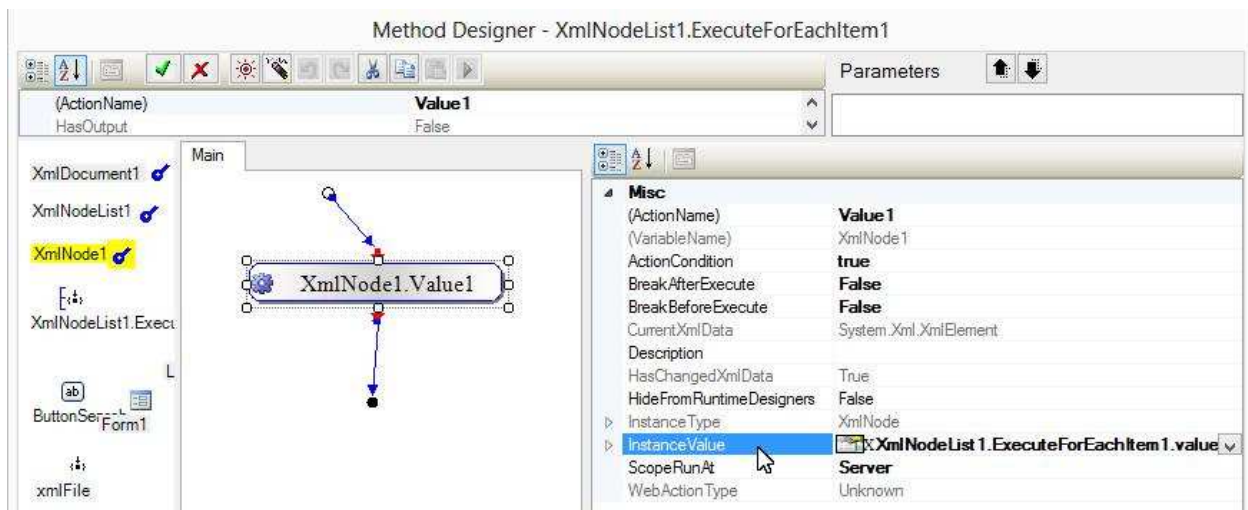 Method Designer - XmlNodeList1.ExecuteForEachItem1
Parameters
(ActionName) Value1
HasOutput False
Main
XmlDocument1
XmlNodeList1
XmlNode1
XmlNodeList1.Execu
L
ab
Form1
xmlFile
XmlNode1.Value1
Misc
(ActionName) Value1
(VariableName) XmlNode1
ActionCondition true
BreakAfterExecute False
BreakBeforeExecute False
CurrentXmlData System.Xml.XmlElement
Description
HasChangedXmlData True
HideFromRuntimeDesigners False
InstanceType XmlNode
InstanceValue XmlNodeList1.ExecuteForEachItem1.value
ScopeRunAt Server
WebActionType Unknown